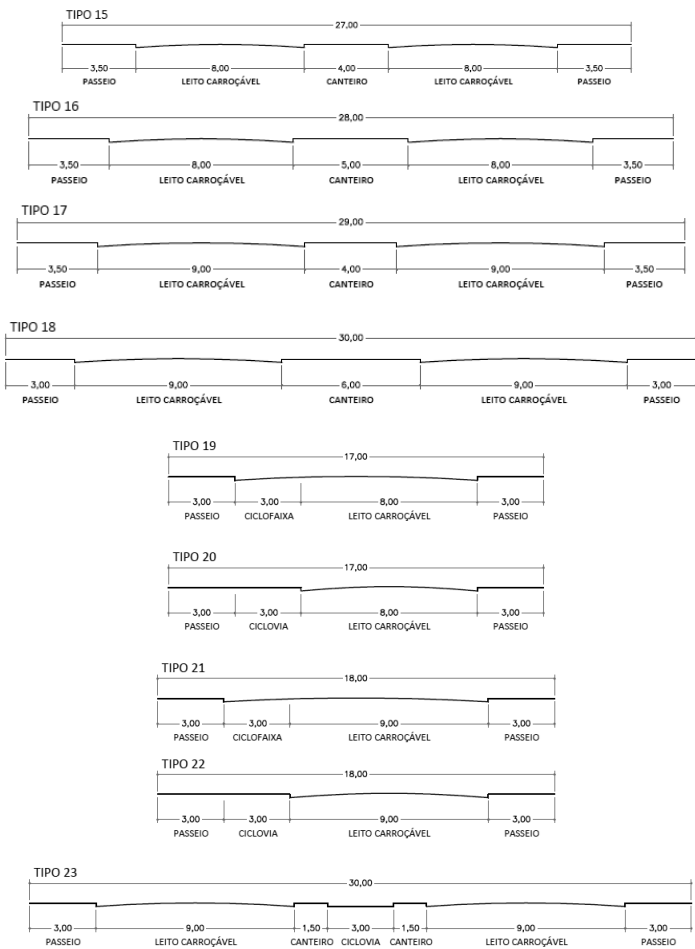 TIPO 15
27,00
3,50 8,00 4,00 8,00 3,50
PASSEIO LEITO CARROÇÁVEL CANTEIRO LEITO CARROÇÁVEL PASSEIO
TIPO 16
28,00
3,50 8,00 5,00 8,00 3,50
PASSEIO LEITO CARROÇÁVEL CANTEIRO LEITO CARROÇÁVEL PASSEIO
TIPO 17
29,00
3,50 9,00 4,00 9,00 3,50
PASSEIO LEITO CARROÇÁVEL CANTEIRO LEITO CARROÇÁVEL PASSEIO
TIPO 18
30,00
3,00 9,00 6,00 9,00 3,00
PASSEIO LEITO CARROÇÁVEL CANTEIRO LEITO CARROÇÁVEL PASSEIO
TIPO 19
17,00
3,00 3,00 8,00 3,00
PASSEIO CICLOFAIXA LEITO CARROÇÁVEL PASSEIO
TIPO 20
17,00
3,00 3,00 8,00 3,00
PASSEIO CICLOVIA LEITO CARROÇÁVEL PASSEIO
TIPO 21
18,00
3,00 3,00 9,00 3,00
PASSEIO CICLOFAIXA LEITO CARROÇÁVEL PASSEIO
TIPO 22
18,00
3,00 3,00 9,00 3,00
PASSEIO CICLOVIA LEITO CARROÇÁVEL PASSEIO
TIPO 23
30,00
3,00 9,00 1,50 3,00 1,50 9,00 3,00
PASSEIO LEITO CARROÇÁVEL CANTEIRO CICLOVIA CANTEIRO LEITO CARROÇÁVEL PASSEIO